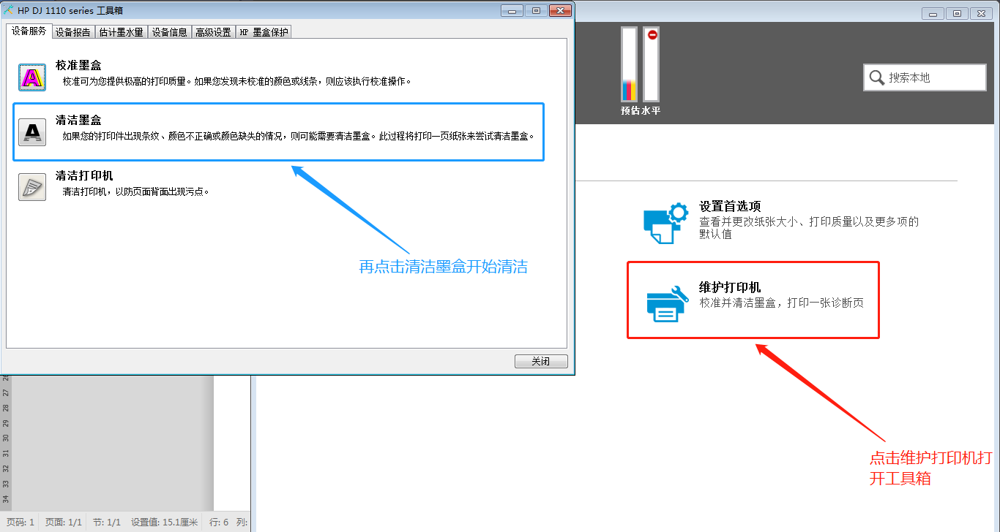 HP DJ 1110 series 工具箱
设备服务 设备报告 估计墨水量 设备信息 高级设置 HP 墨盒保护
校准墨盒
校准可为您提供极高的打印质量。如果您发现未校准的颜色或线条，则应该执行校准操作。
清洁墨盒
如果您的打印件出现条纹、颜色不正确或颜色缺失的情况，则可能需要清洁墨盒。此过程将打印一页纸张来尝试清洁墨盒。
清洁打印机
清洁打印机，以防页面背面出现污点。
再点击清洁墨盒开始清洁
关闭
预估水平
搜索本地
设置首选项
查看并更改纸张大小、打印质量以及更多项的
默认值
维护打印机
校准并清洁墨盒，打印一张诊断页
点击维护打印机打
开工具箱
26
27
28
29
30
31
32
33
34
页码: 1 页面: 1/1 节: 1/1 设置值: 15.1厘米 行: 6 列: